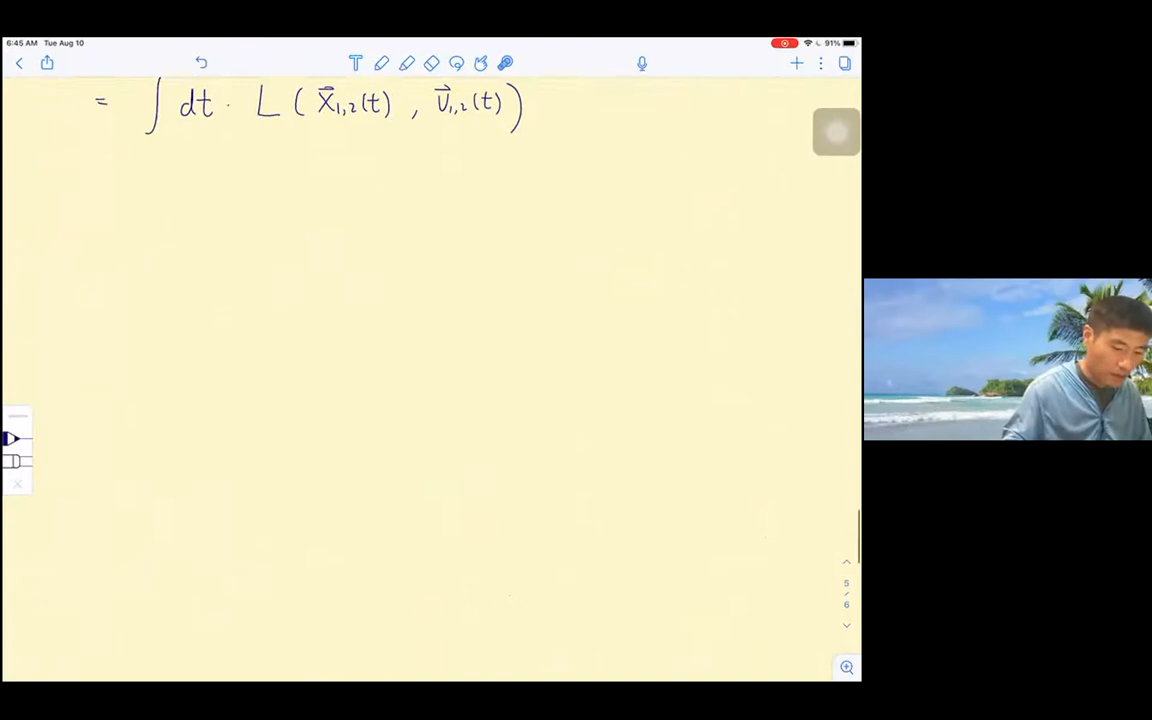 6:45 AM Tue Aug 10
91%
= ∫ dt · L ( x⃗₁,₂(t) , v⃗₁,₂(t) )
5
/
6